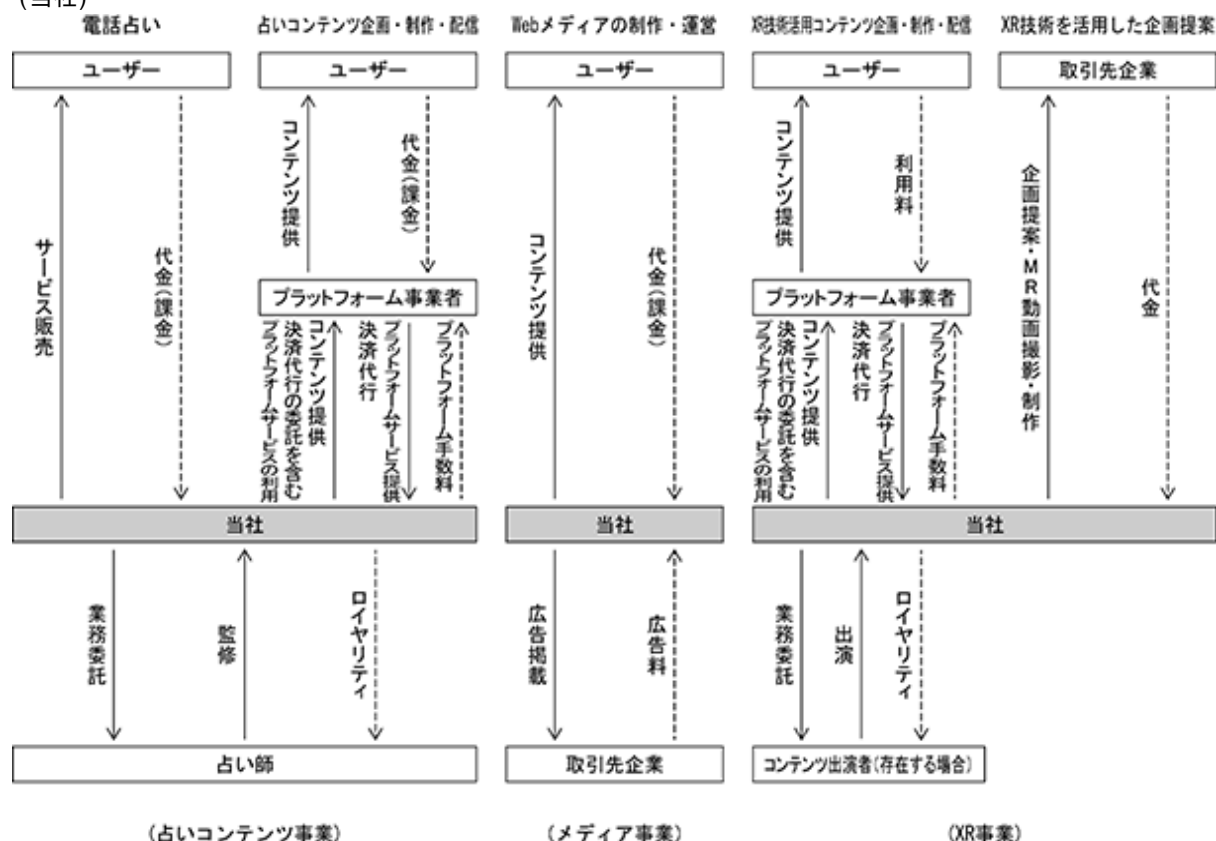 (当社)
電話占い
占いコンテンツ企画・制作・配信
Webメディアの制作・運営
XR技術活用コンテンツ企画・制作・配信
XR技術を活用した企画提案
ユーザー
ユーザー
ユーザー
ユーザー
取引先企業
サービス販売
代金(課金)
コンテンツ提供
代金(課金)
プラットフォーム事業者
コンテンツ提供
決済代行の委託を含む
プラットフォームサービスの利用
決済代行
プラットフォームサービス提供
プラットフォーム手数料
コンテンツ提供
代金(課金)
コンテンツ提供
利用料
プラットフォーム事業者
コンテンツ提供
決済代行の委託を含む
プラットフォームサービスの利用
決済代行
プラットフォームサービス提供
プラットフォーム手数料
企画提案・MR動画撮影・制作
代金
当社
当社
当社
業務委託
監修
ロイヤリティ
広告掲載
広告料
業務委託
出演
ロイヤリティ
占い師
取引先企業
コンテンツ出演者(存在する場合)
(占いコンテンツ事業)
(メディア事業)
(XR事業)